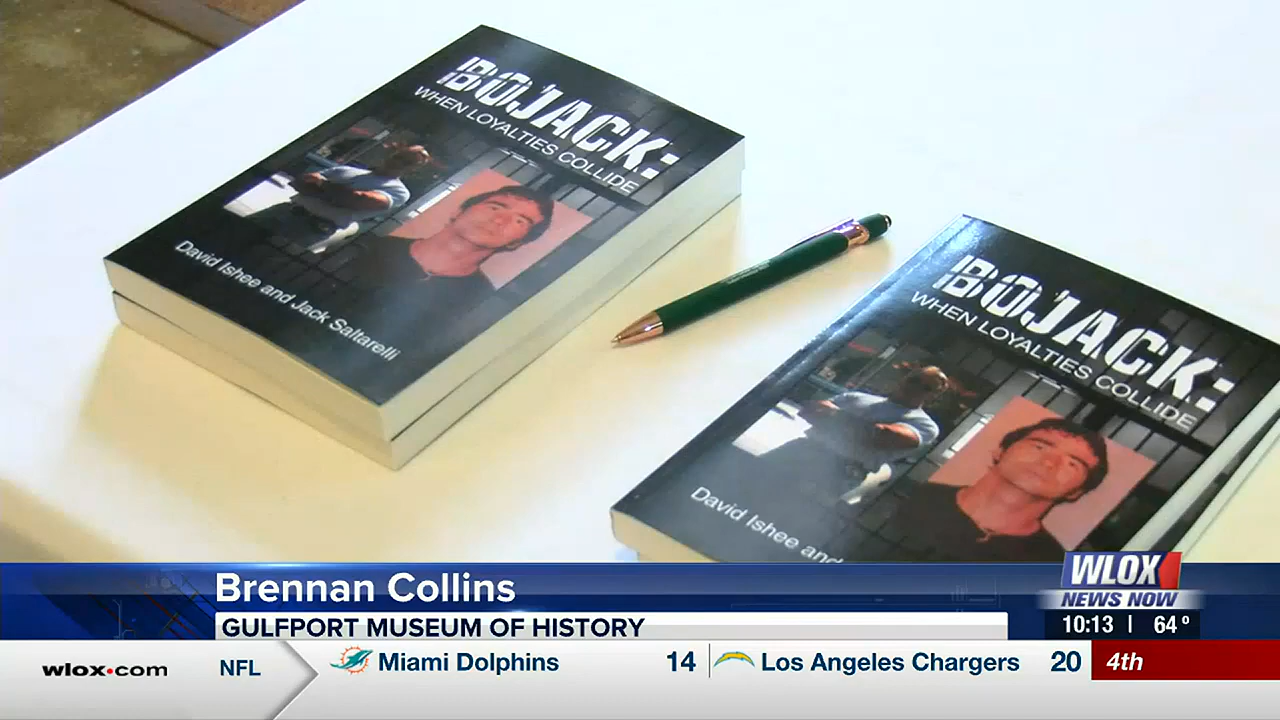 BOJACK:
WHEN LOYALTIES COLLIDE
David Ishee and Jack Saltarelli
BOJACK:
WHEN LOYALTIES COLLIDE
David Ishee and
Brennan Collins
GULFPORT MUSEUM OF HISTORY
WLOX
NEWS NOW
10:13 | 64°
wlox.com
NFL
Miami Dolphins 14
Los Angeles Chargers 20
4th